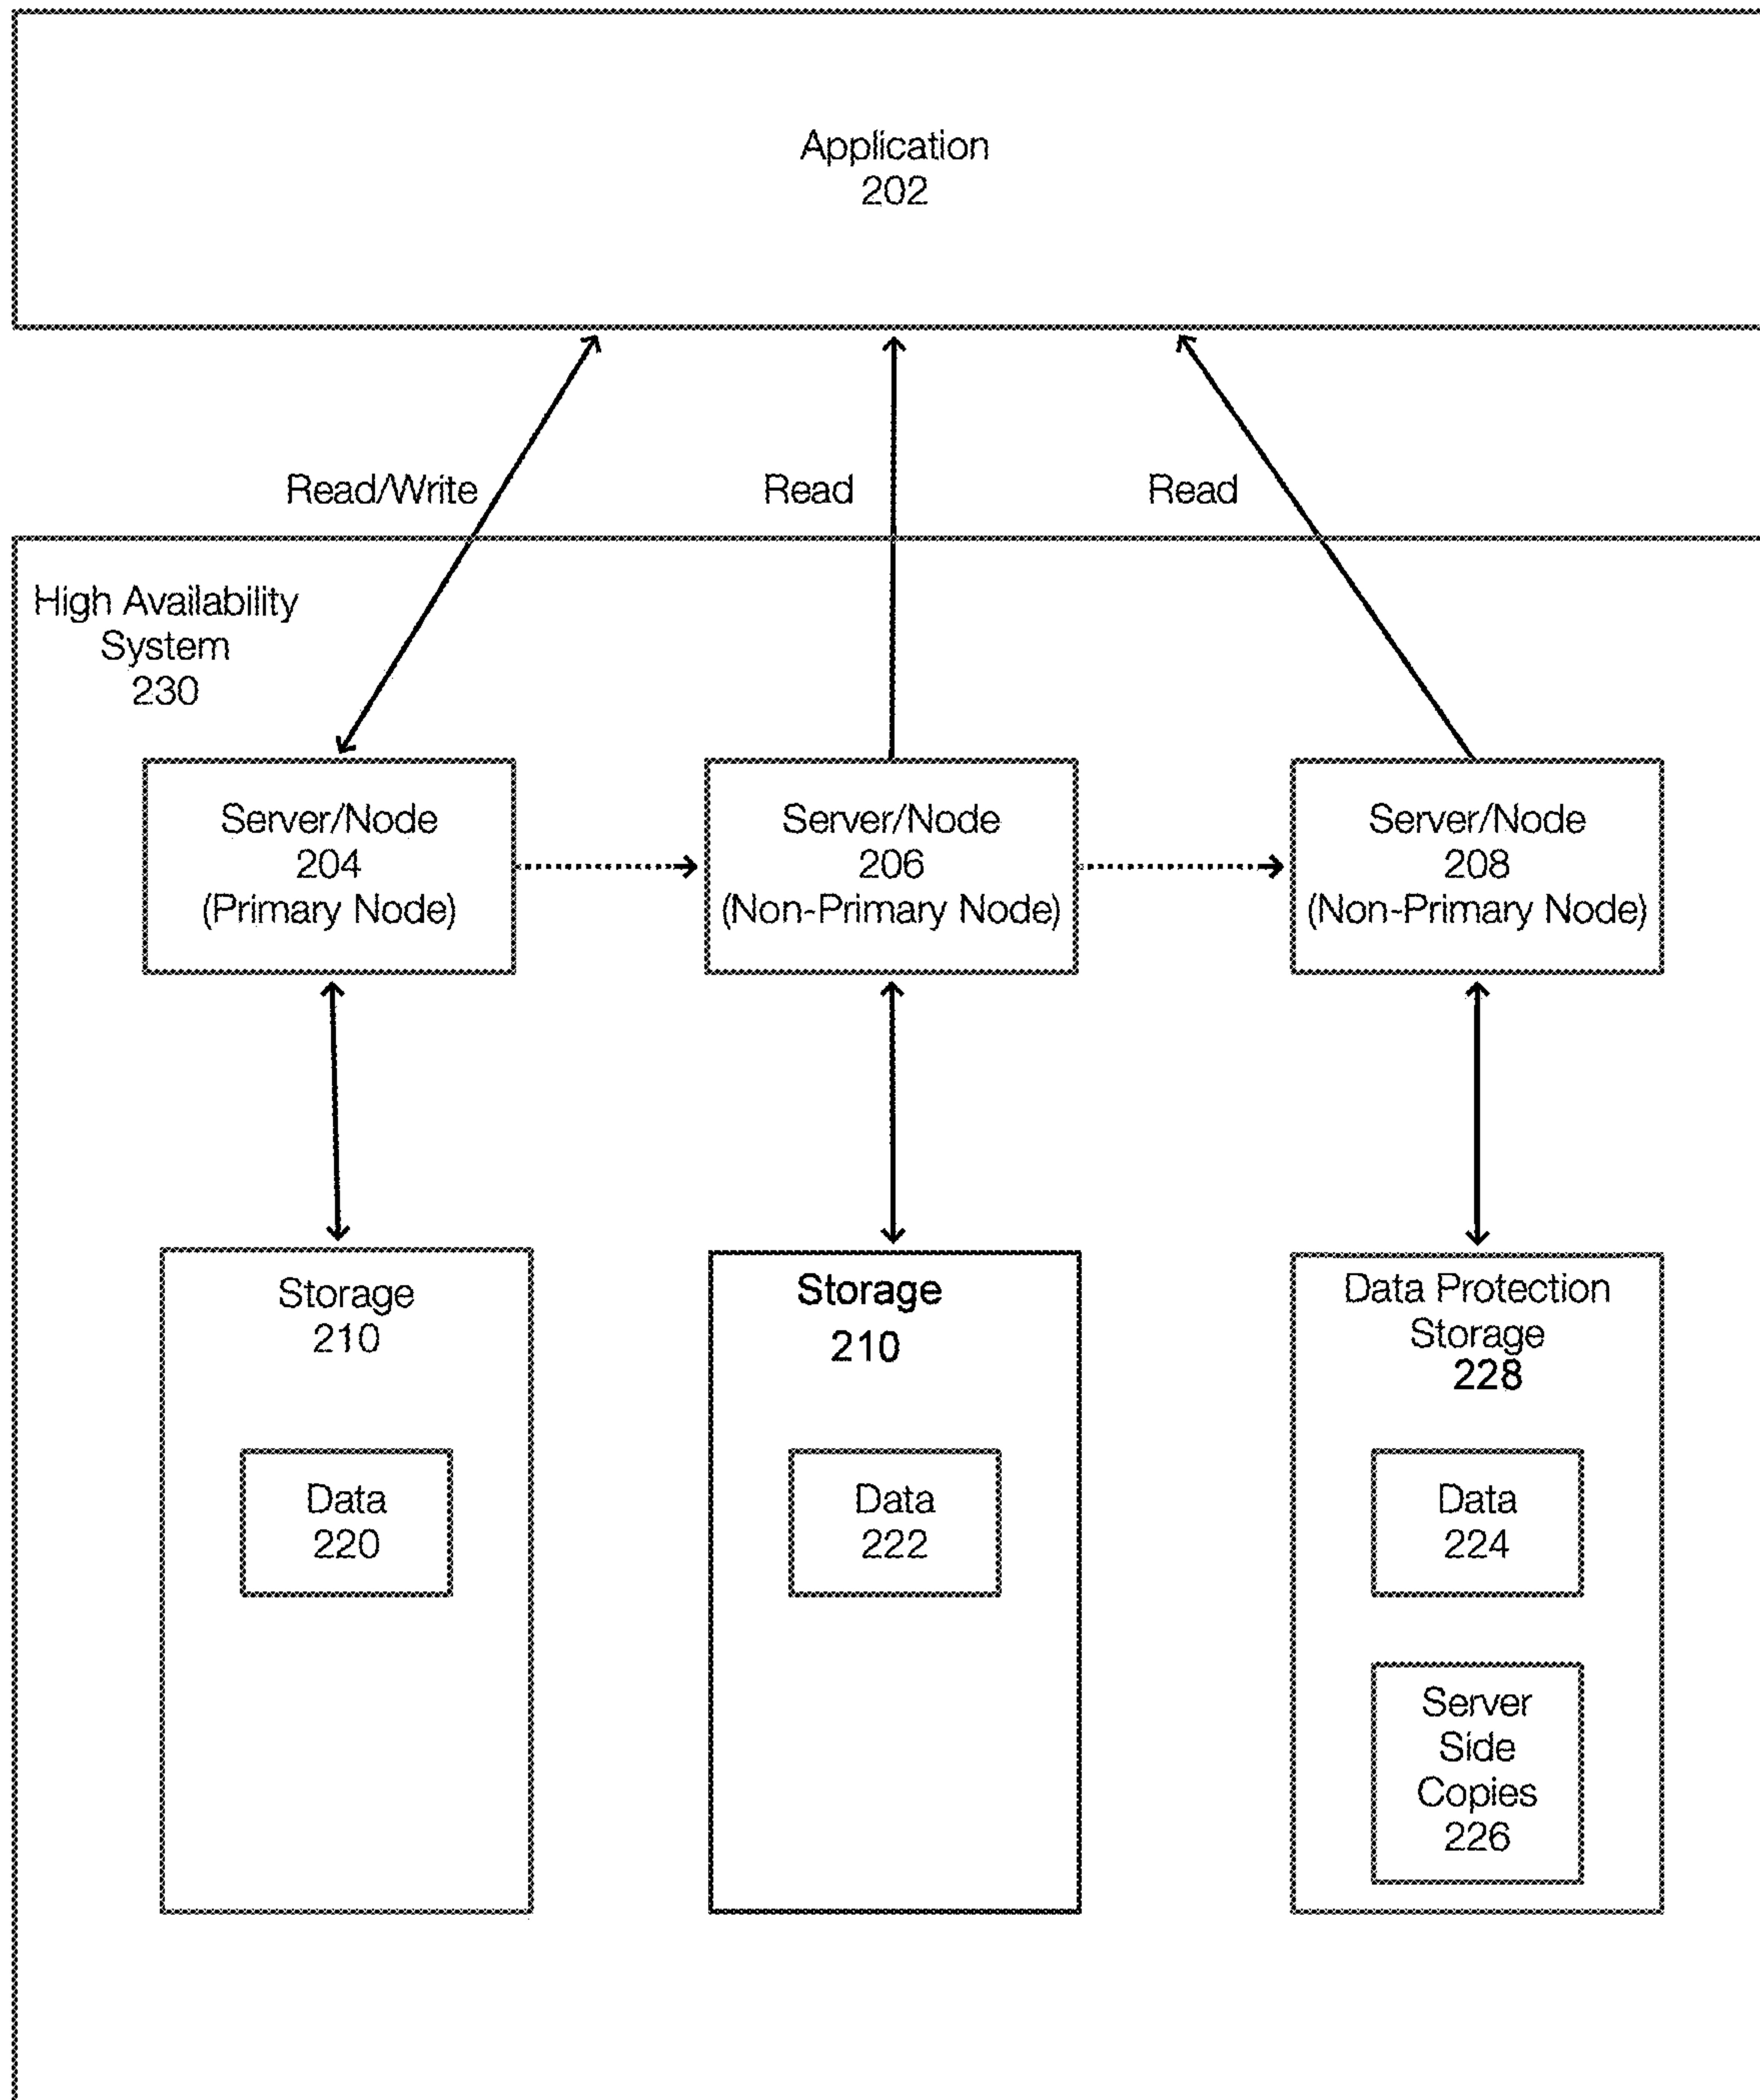 Application
202
Read/Write
Read
Read
High Availability
System
230
Server/Node
204
(Primary Node)
Server/Node
206
(Non-Primary Node)
Server/Node
208
(Non-Primary Node)
Storage
210
Storage
210
Data Protection
Storage
228
Data
220
Data
222
Data
224
Server
Side
Copies
226